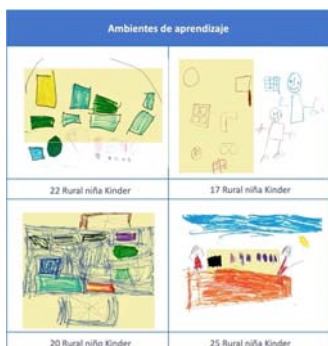 Ambientes de aprendizaje
22 Rural niña Kinder
17 Rural niña Kinder
20 Rural niño Kinder
25 Rural niña Kinder